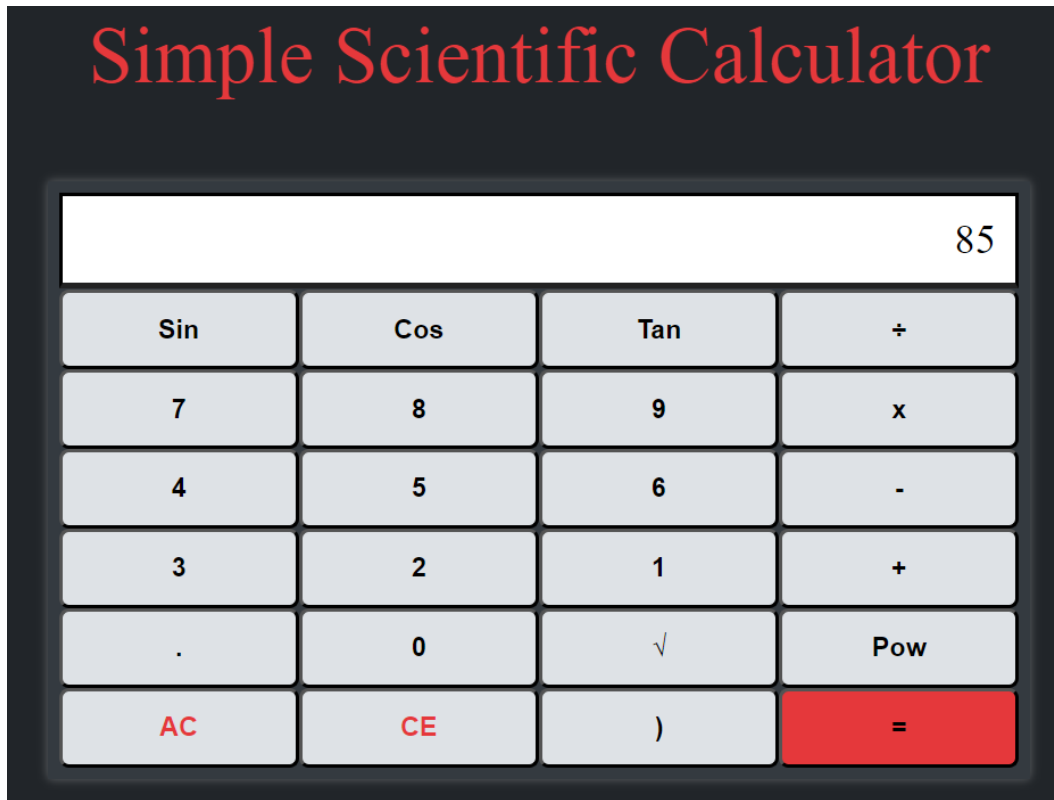 Simple Scientific Calculator
85
Sin Cos Tan ÷
7 8 9 x
4 5 6 -
3 2 1 +
. 0 √ Pow
AC CE ) =